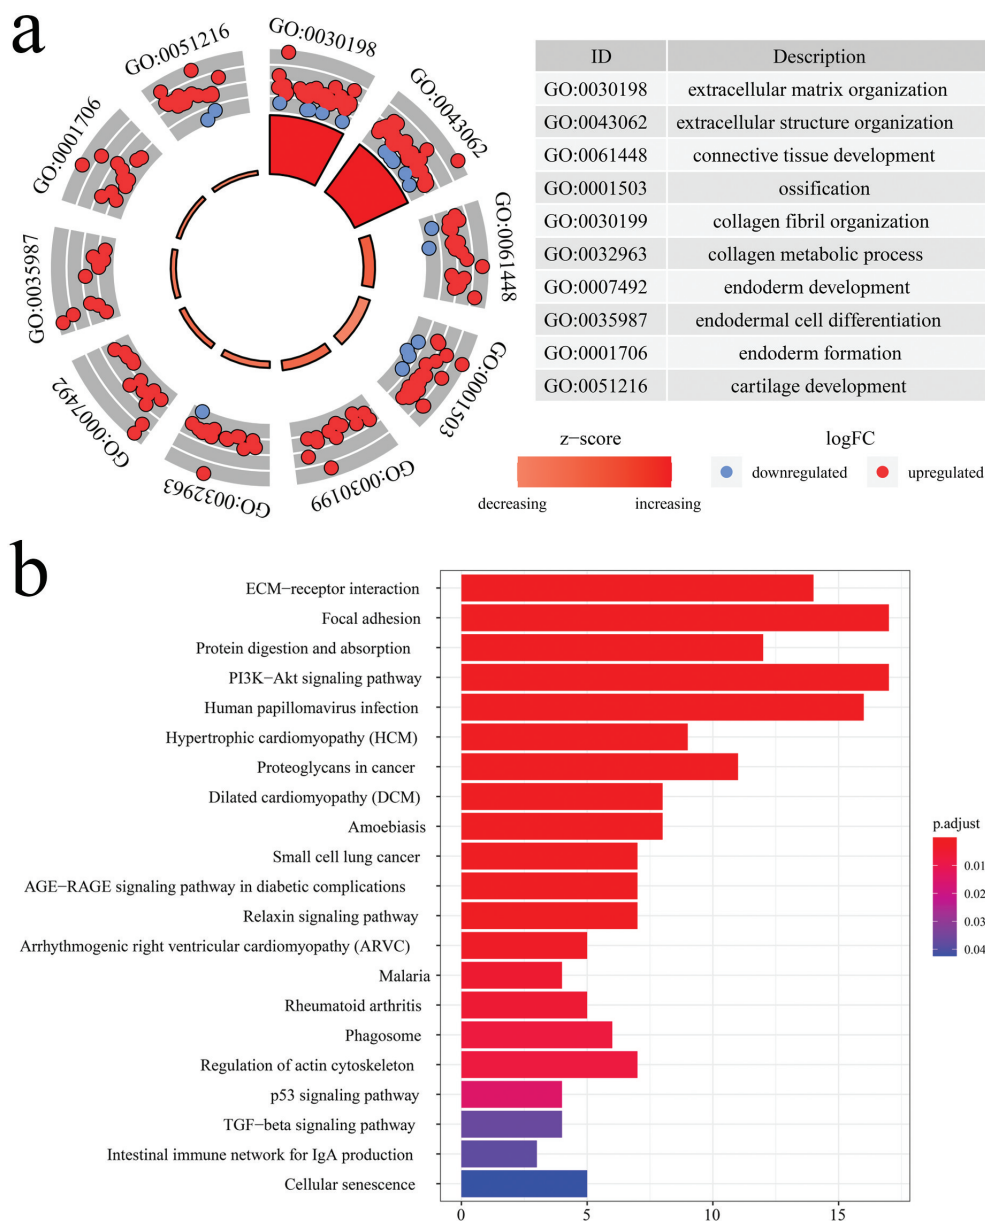 a
GO:0051216
GO:0030198
GO:0043062
GO:0061448
GO:0001503
GO:0030199
GO:0032963
GO:0007492
GO:0035987
GO:0001706
ID Description
GO:0030198 extracellular matrix organization
GO:0043062 extracellular structure organization
GO:0061448 connective tissue development
GO:0001503 ossification
GO:0030199 collagen fibril organization
GO:0032963 collagen metabolic process
GO:0007492 endoderm development
GO:0035987 endodermal cell differentiation
GO:0001706 endoderm formation
GO:0051216 cartilage development
z−score logFC
decreasing increasing
downregulated upregulated
b
ECM−receptor interaction
Focal adhesion
Protein digestion and absorption
PI3K−Akt signaling pathway
Human papillomavirus infection
Hypertrophic cardiomyopathy (HCM)
Proteoglycans in cancer
Dilated cardiomyopathy (DCM)
Amoebiasis
Small cell lung cancer
AGE−RAGE signaling pathway in diabetic complications
Relaxin signaling pathway
Arrhythmogenic right ventricular cardiomyopathy (ARVC)
Malaria
Rheumatoid arthritis
Phagosome
Regulation of actin cytoskeleton
p53 signaling pathway
TGF−beta signaling pathway
Intestinal immune network for IgA production
Cellular senescence
0 5 10 15
p.adjust
0.01
0.02
0.03
0.04